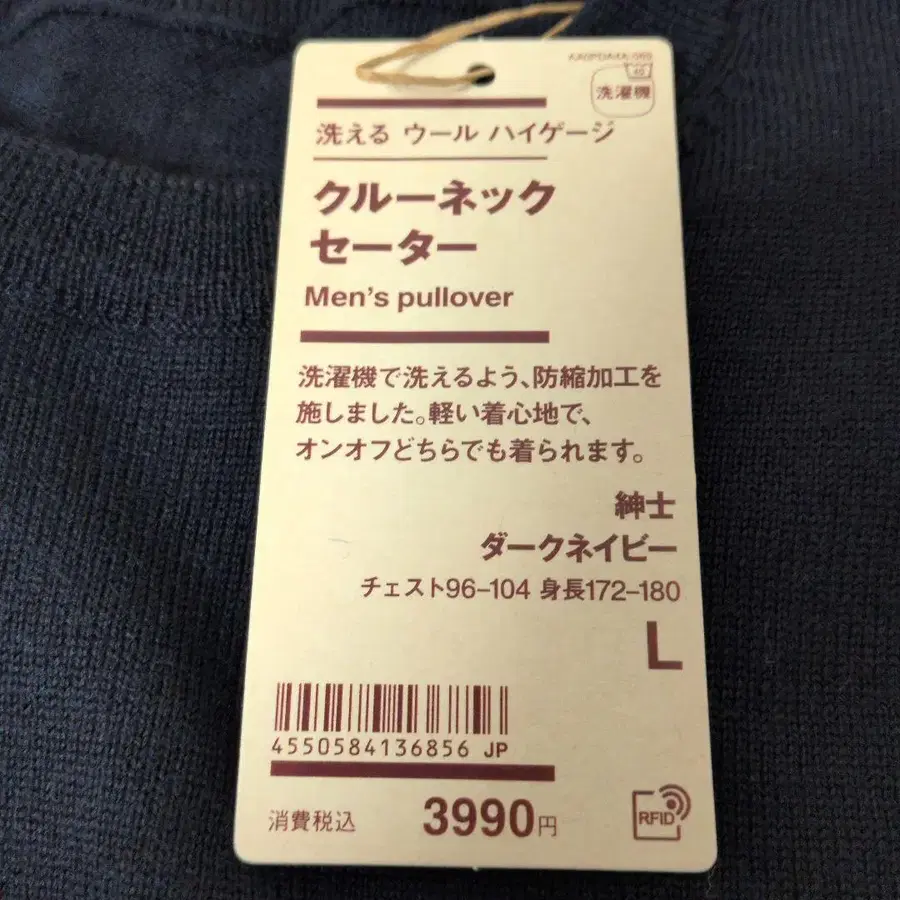 洗濯機
洗える ウール ハイゲージ
クルーネック
セーター
Men's pullover
洗濯機で洗えるよう、防縮加工を
施しました。軽い着心地で、
オンオフどちらでも着られます。
紳士
ダークネイビー
チェスト96–104 身長172–180
L
4550584136856 JP
消費税込 3990円
RFID